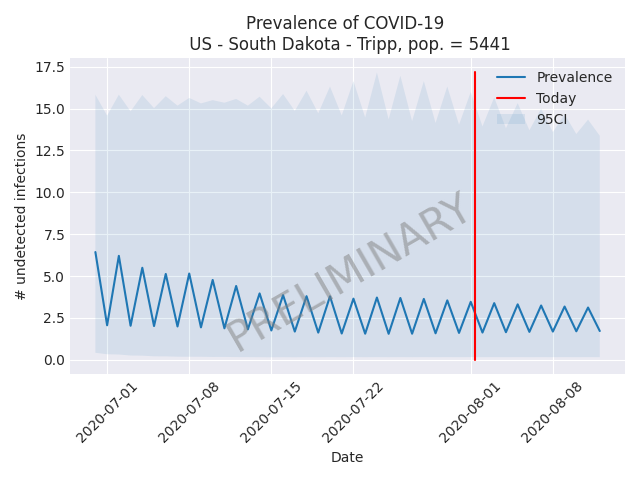 Prevalence of COVID-19
US - South Dakota - Tripp, pop. = 5441
17.5
15.0
12.5
10.0
7.5
5.0
2.5
0.0
# undetected infections
Prevalence
Today
95CI
PRELIMINARY
2020-07-01
2020-07-08
2020-07-15
2020-07-22
2020-08-01
2020-08-08
Date